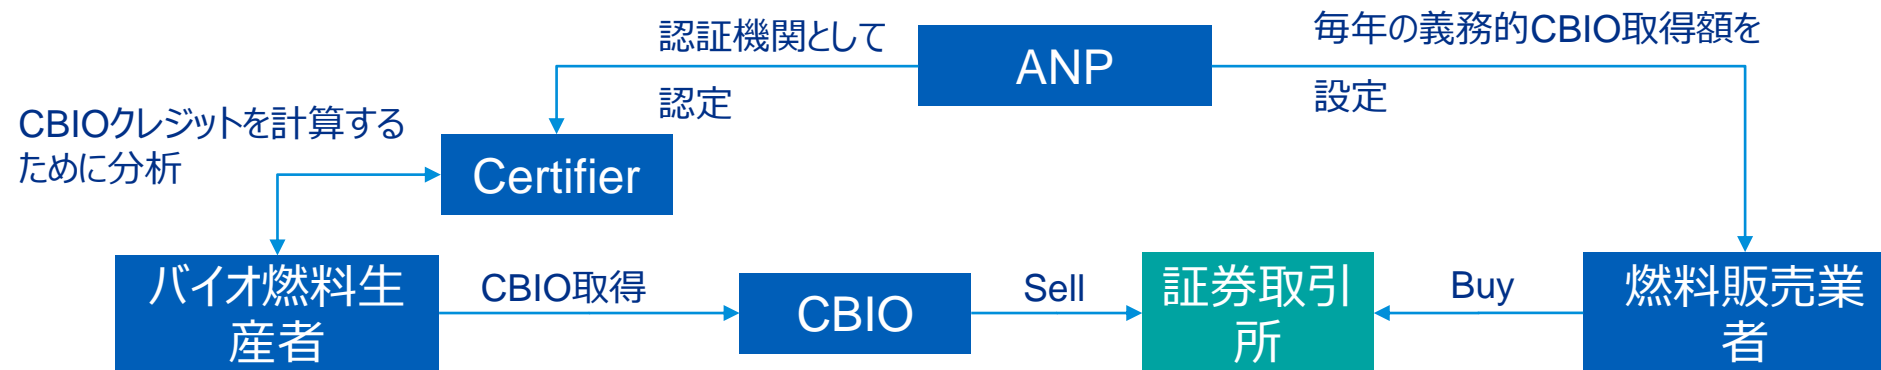 認証機関として
認定
ANP
毎年の義務的CBIO取得額を
設定
CBIOクレジットを計算する
ために分析
Certifier
バイオ燃料生
産者
CBIO取得
CBIO
Sell
証券取引
所
Buy
燃料販売業
者